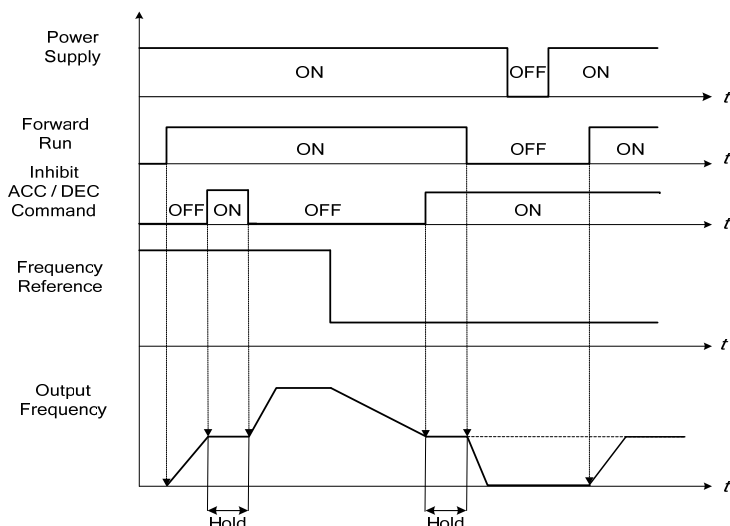 Power
Supply
ON
OFF
ON
t
Forward
Run
ON
OFF
ON
t
Inhibit
ACC / DEC
Command
OFF
ON
OFF
ON
t
Frequency
Reference
t
Output
Frequency
t
Hold
Hold